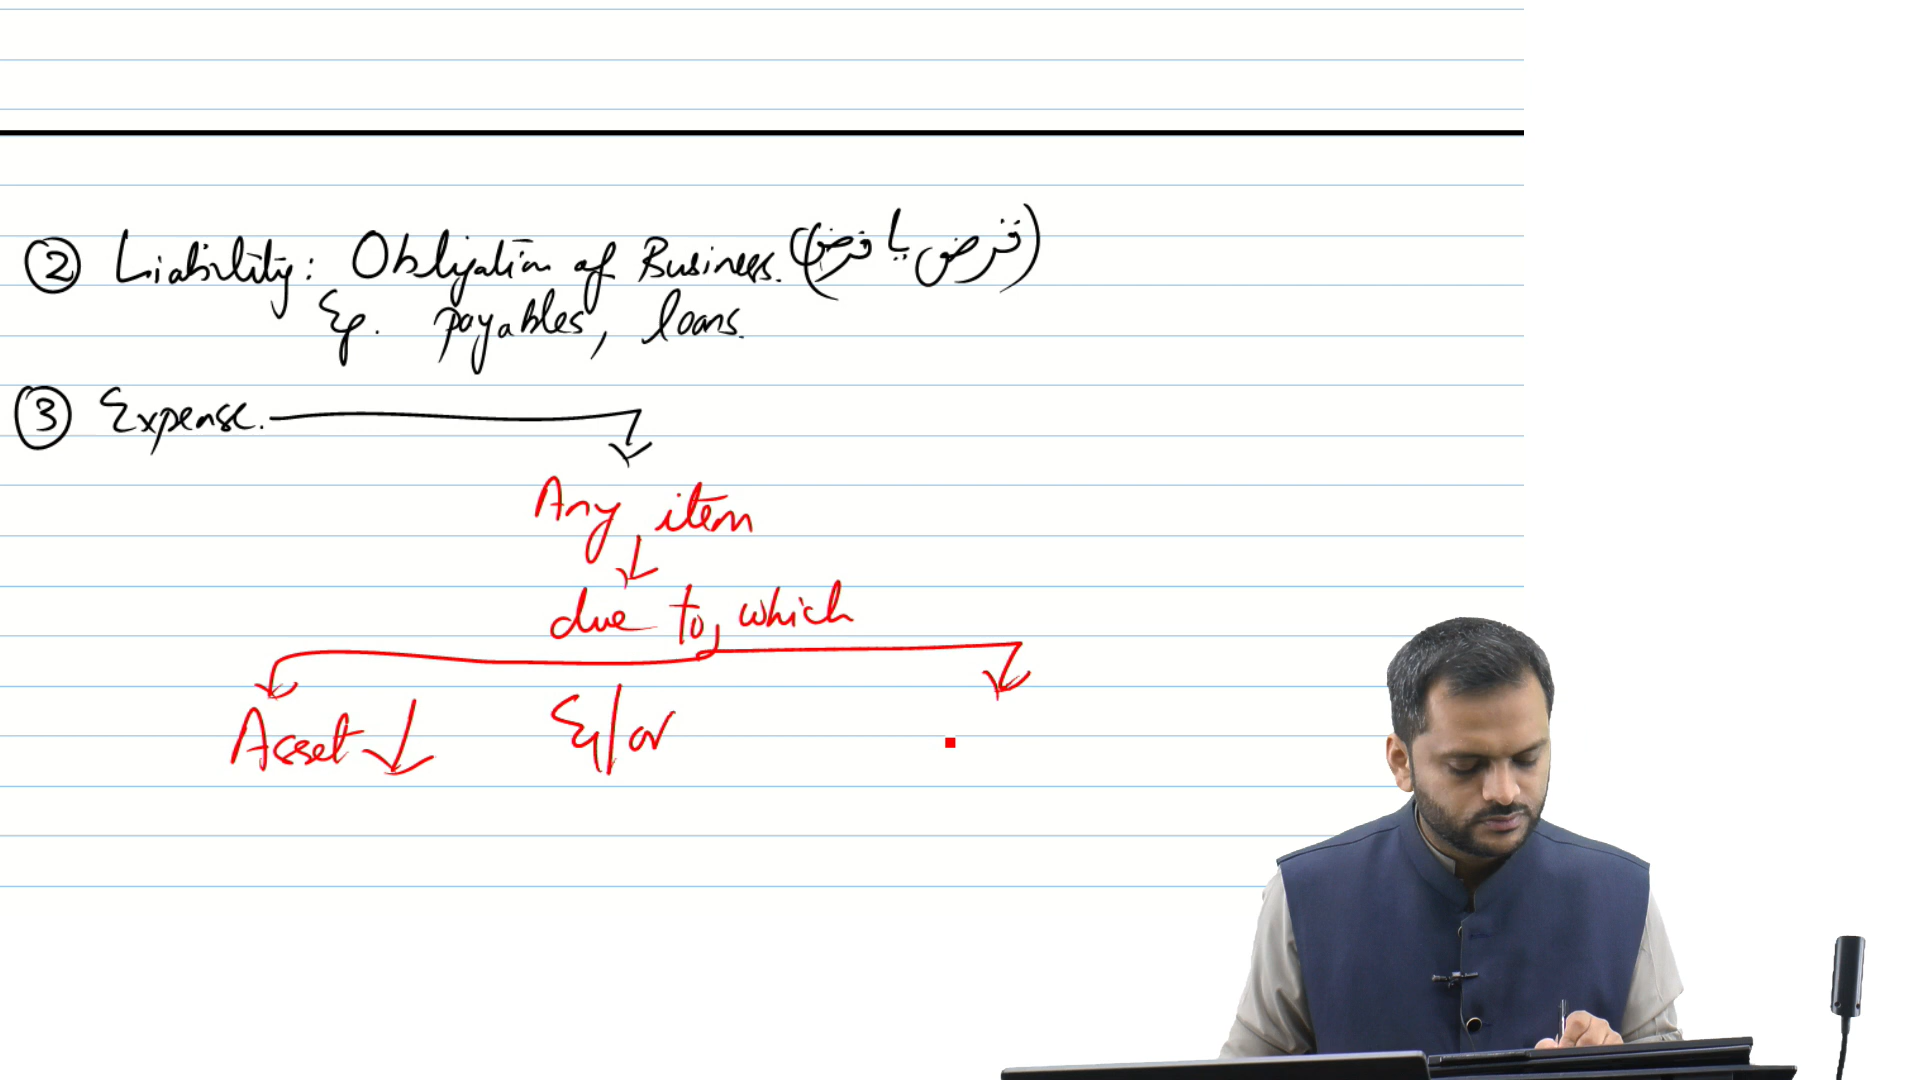 ② Liability: Obligation of Business. (قرض یا فرض)
Eg. payables, loans.
③ Expense.
Any item
due to, which
Asset ↓ &/or